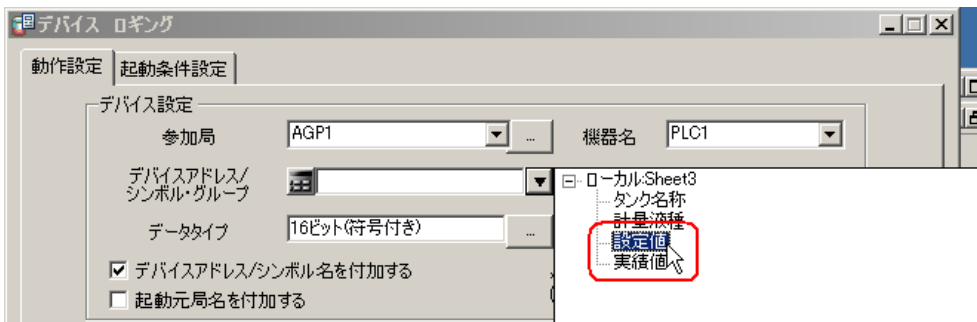 デバイス ロギング
動作設定 起動条件設定
デバイス設定
参加局 AGP1 ... 機器名 PLC1
デバイスアドレス/
シンボル・グループ
データタイプ 16ビット(符号付き) ...
デバイスアドレス/シンボル名を付加する
起動元局名を付加する
ローカル:Sheet3
タンク名称
計量液種
設定値
実績値